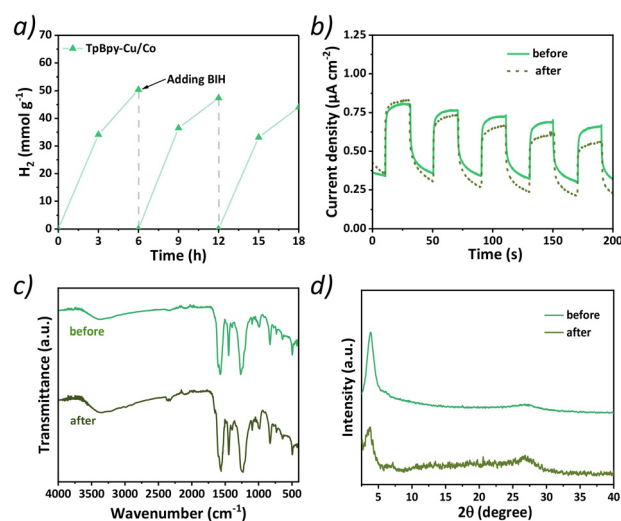 a)
TpBpy-Cu/Co
Adding BIH
H₂ (mmol g⁻¹)
70
60
50
40
30
20
10
0
0 3 6 9 12 15 18
Time (h)
b)
before
after
Current density (μA cm⁻²)
1.25
1.00
0.75
0.50
0.25
0.00
0 50 100 150 200
Time (s)
c)
before
after
Transmittance (a.u.)
4000 3500 3000 2500 2000 1500 1000 500
Wavenumber (cm⁻¹)
d)
before
after
Intensity (a.u.)
5 10 15 20 25 30 35 40
2θ (degree)